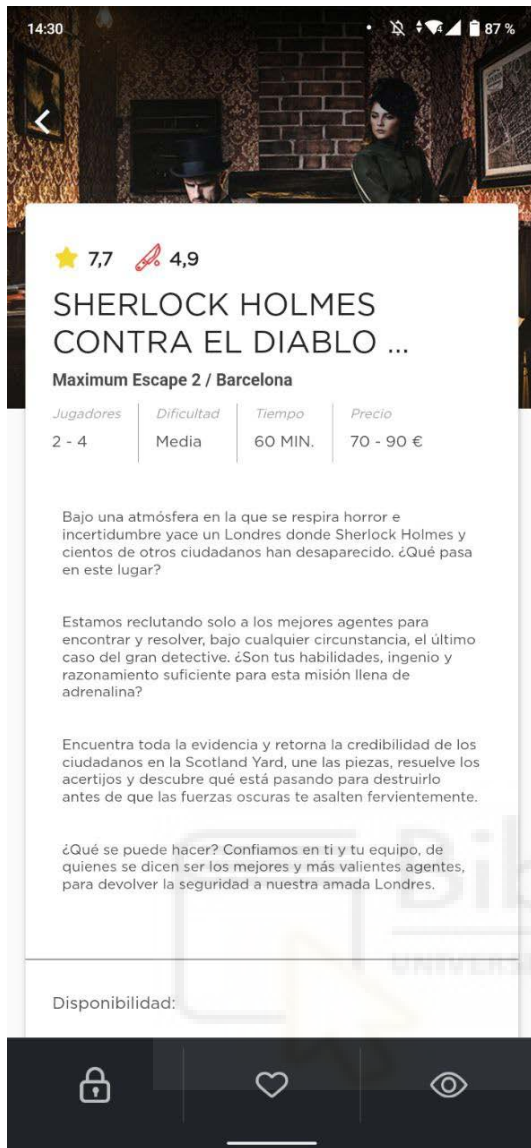 14:30
87 %
7,7
4,9
SHERLOCK HOLMES
CONTRA EL DIABLO ...
Maximum Escape 2 / Barcelona
Jugadores Dificultad Tiempo Precio
2 - 4 Media 60 MIN. 70 - 90 €
Bajo una atmósfera en la que se respira horror e
incertidumbre yace un Londres donde Sherlock Holmes y
cientos de otros ciudadanos han desaparecido. ¿Qué pasa
en este lugar?
Estamos reclutando solo a los mejores agentes para
encontrar y resolver, bajo cualquier circunstancia, el último
caso del gran detective. ¿Son tus habilidades, ingenio y
razonamiento suficiente para esta misión llena de
adrenalina?
Encuentra toda la evidencia y retorna la credibilidad de los
ciudadanos en la Scotland Yard, une las piezas, resuelve los
acertijos y descubre qué está pasando para destruirlo
antes de que las fuerzas oscuras te asalten fervientemente.
¿Qué se puede hacer? Confiamos en ti y tu equipo, de
quienes se dicen ser los mejores y más valientes agentes,
para devolver la seguridad a nuestra amada Londres.
Disponibilidad: